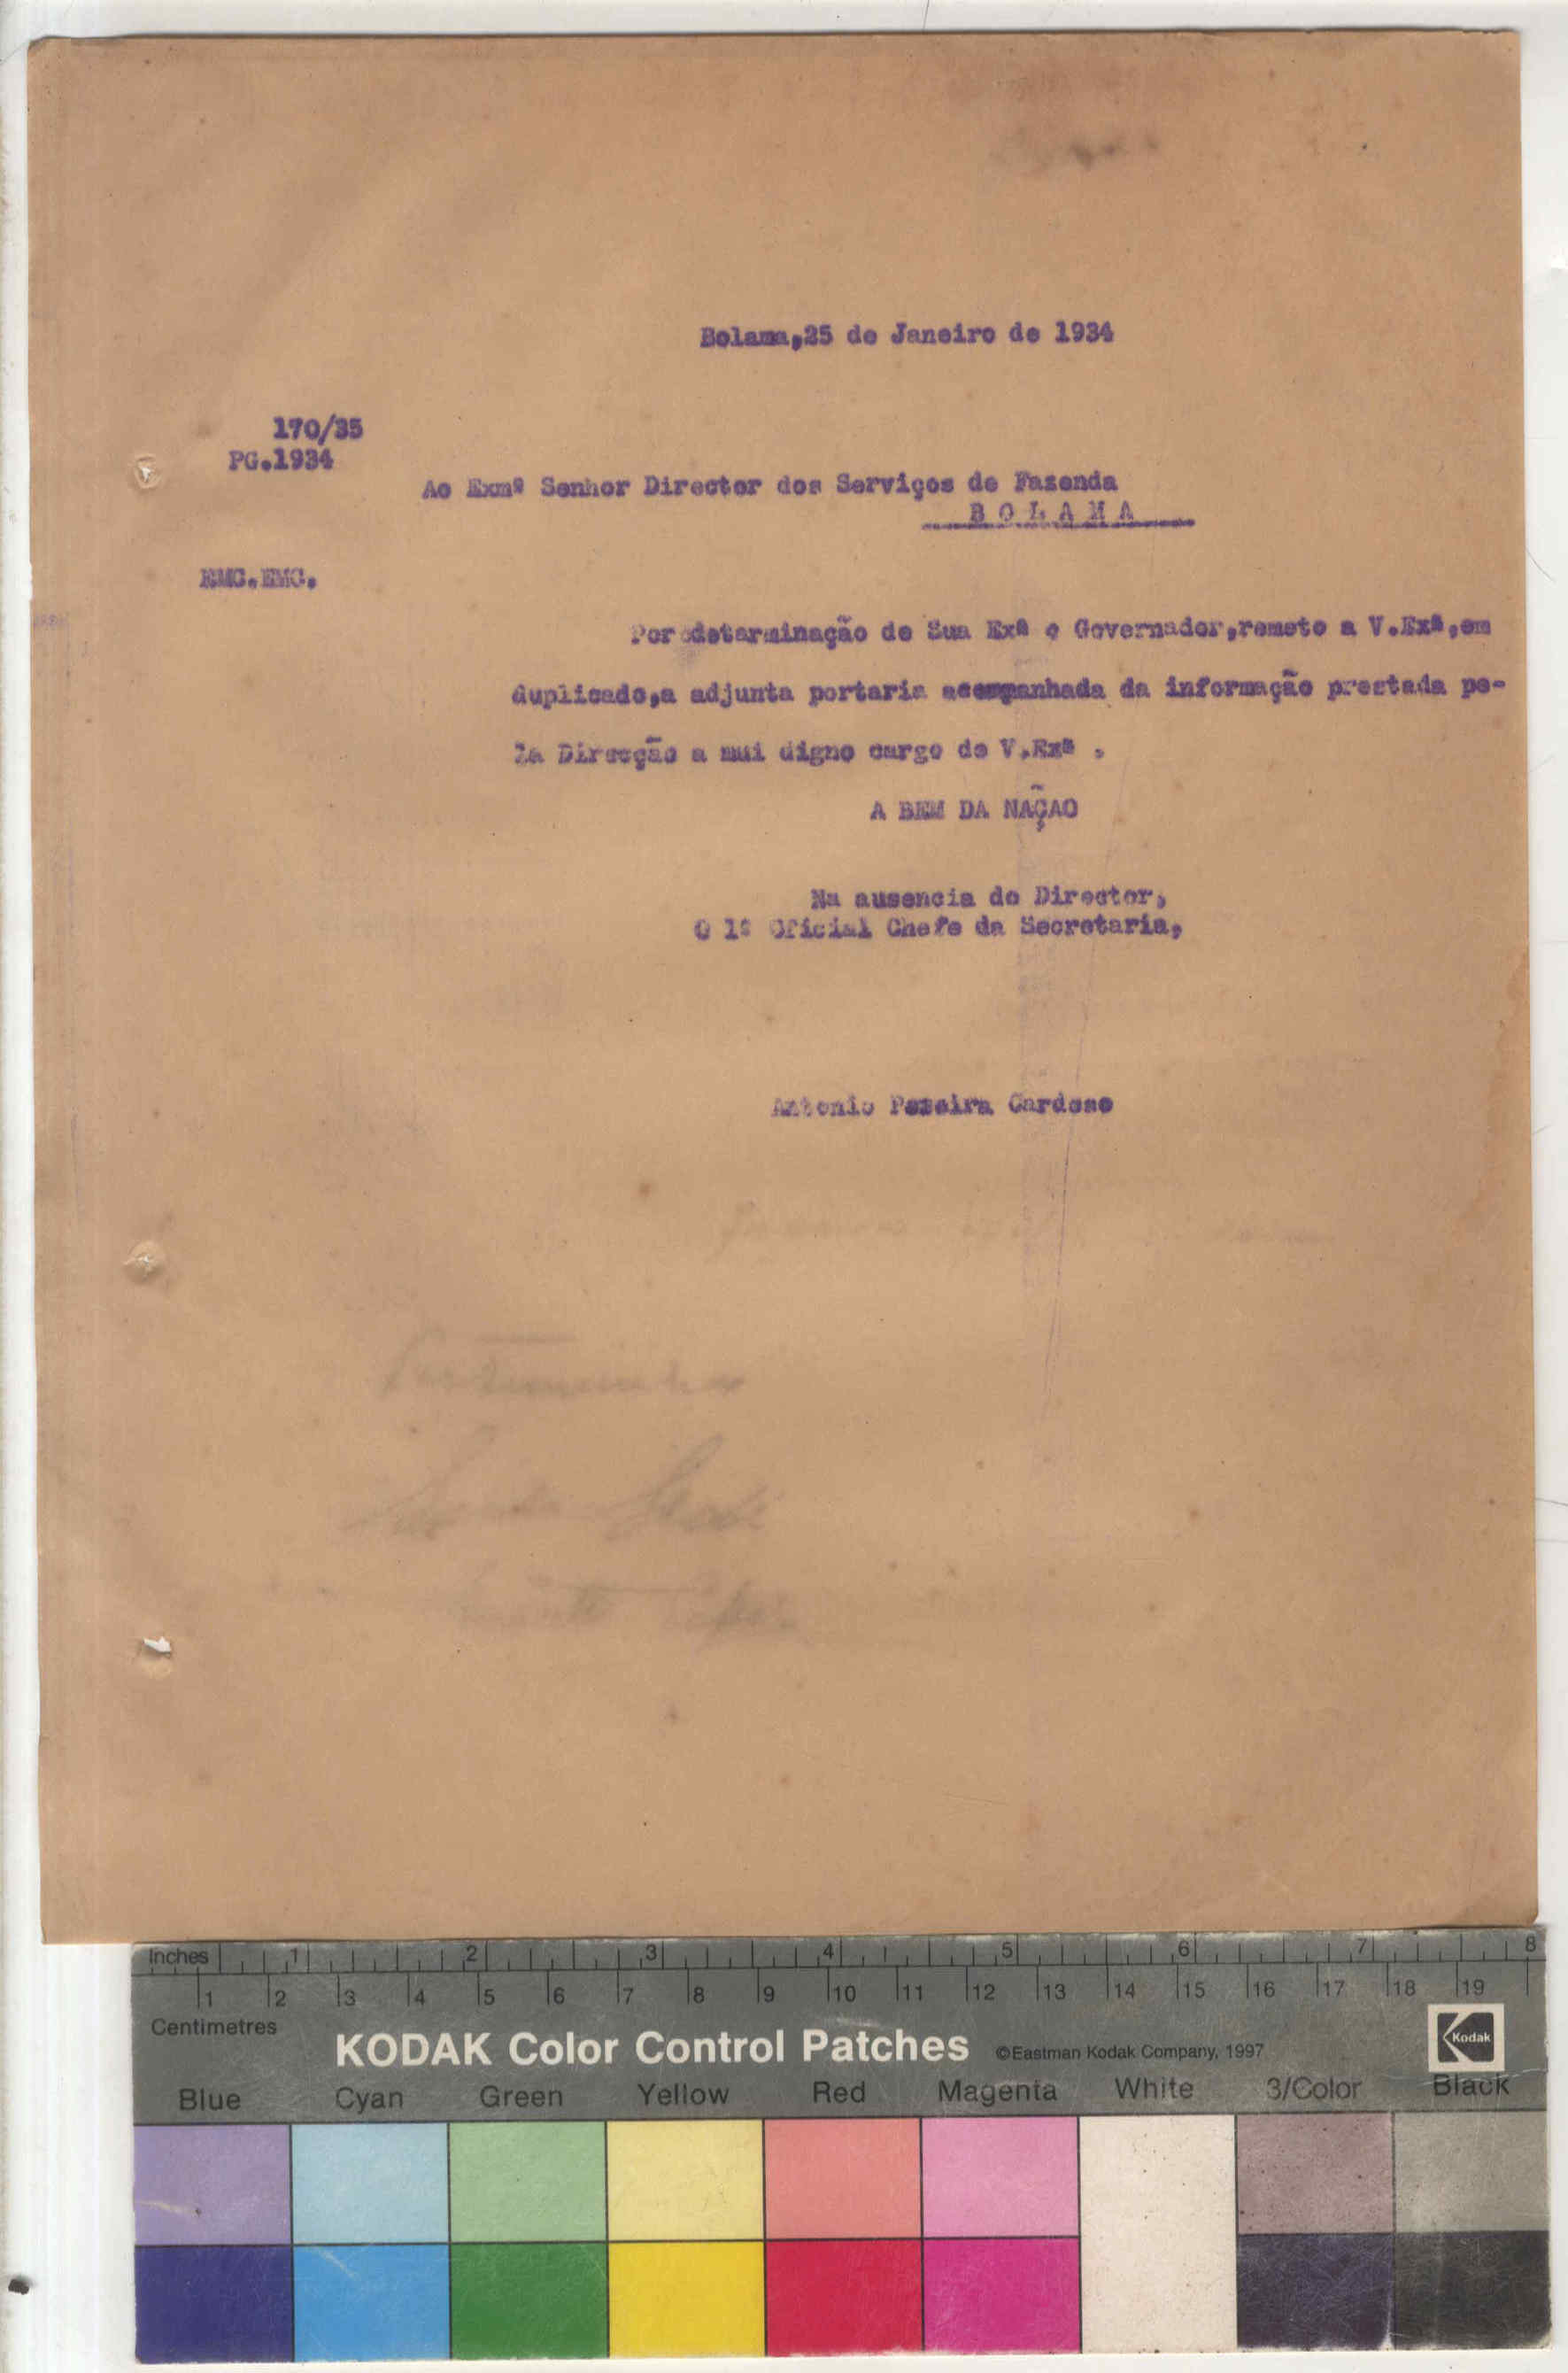 Bolama,25 de Janeiro de 1934
170/35
PG.1934
Ao Exmº Senhor Director dos Serviços de Fazenda
B O L A M A
EMC.EMC.
Por determinação de Sua Exª o Governador,remeto a V.Exª,em
duplicado,a adjunta portaria acompanhada da informação prestada pe-
la Direcção a mui digno cargo de V.Exª .
A BEM DA NAÇÃO
Na ausencia do Director,
O 1º Oficial Chefe da Secretaria,
Antonio Pereira Cardoso
Inches 1 2 3 4 5 6 7 8
1 2 3 4 5 6 7 8 9 10 11 12 13 14 15 16 17 18 19
Centimetres
KODAK Color Control Patches ©Eastman Kodak Company, 1997 Kodak
Blue Cyan Green Yellow Red Magenta White 3/Color Black